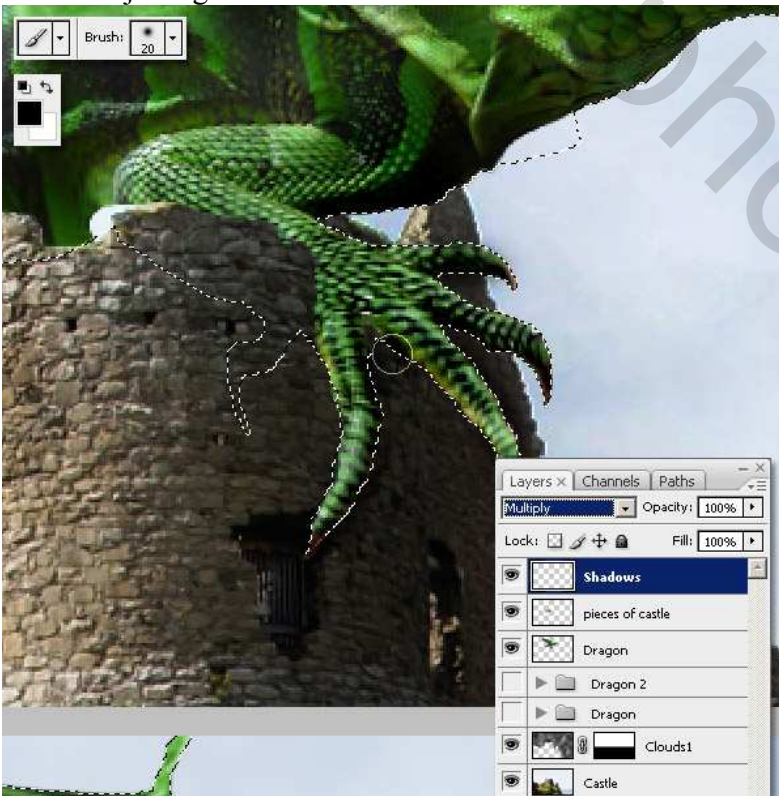 Brush:
20
Layers × Channels Paths
Multiply Opacity: 100%
Lock: Fill: 100%
Shadows
pieces of castle
Dragon
Dragon 2
Dragon
Clouds1
Castle